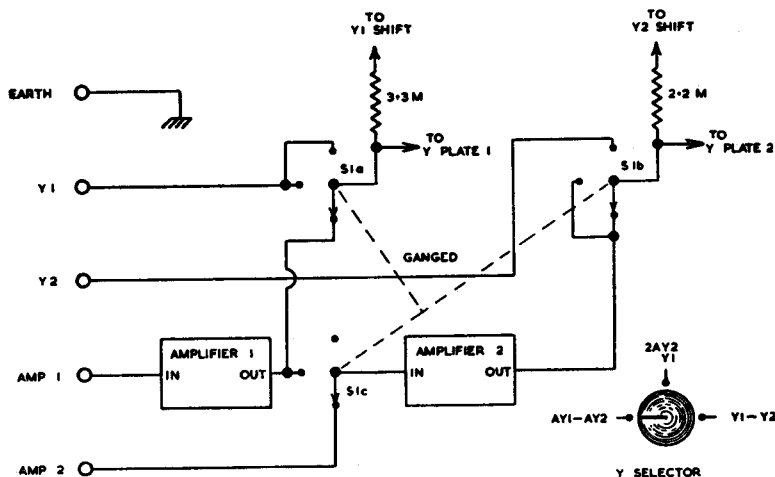 TO
Y1 SHIFT
TO
Y2 SHIFT
EARTH
3·3 M
2·2 M
TO
Y PLATE 1
TO
Y PLATE 2
S1a
S1b
Y 1
GANGED
Y 2
AMPLIFIER 1
AMPLIFIER 2
2AY2
Y1
AMP 1
IN
OUT
IN
OUT
S1c
AY1-AY2
Y1-Y2
AMP 2
Y SELECTOR